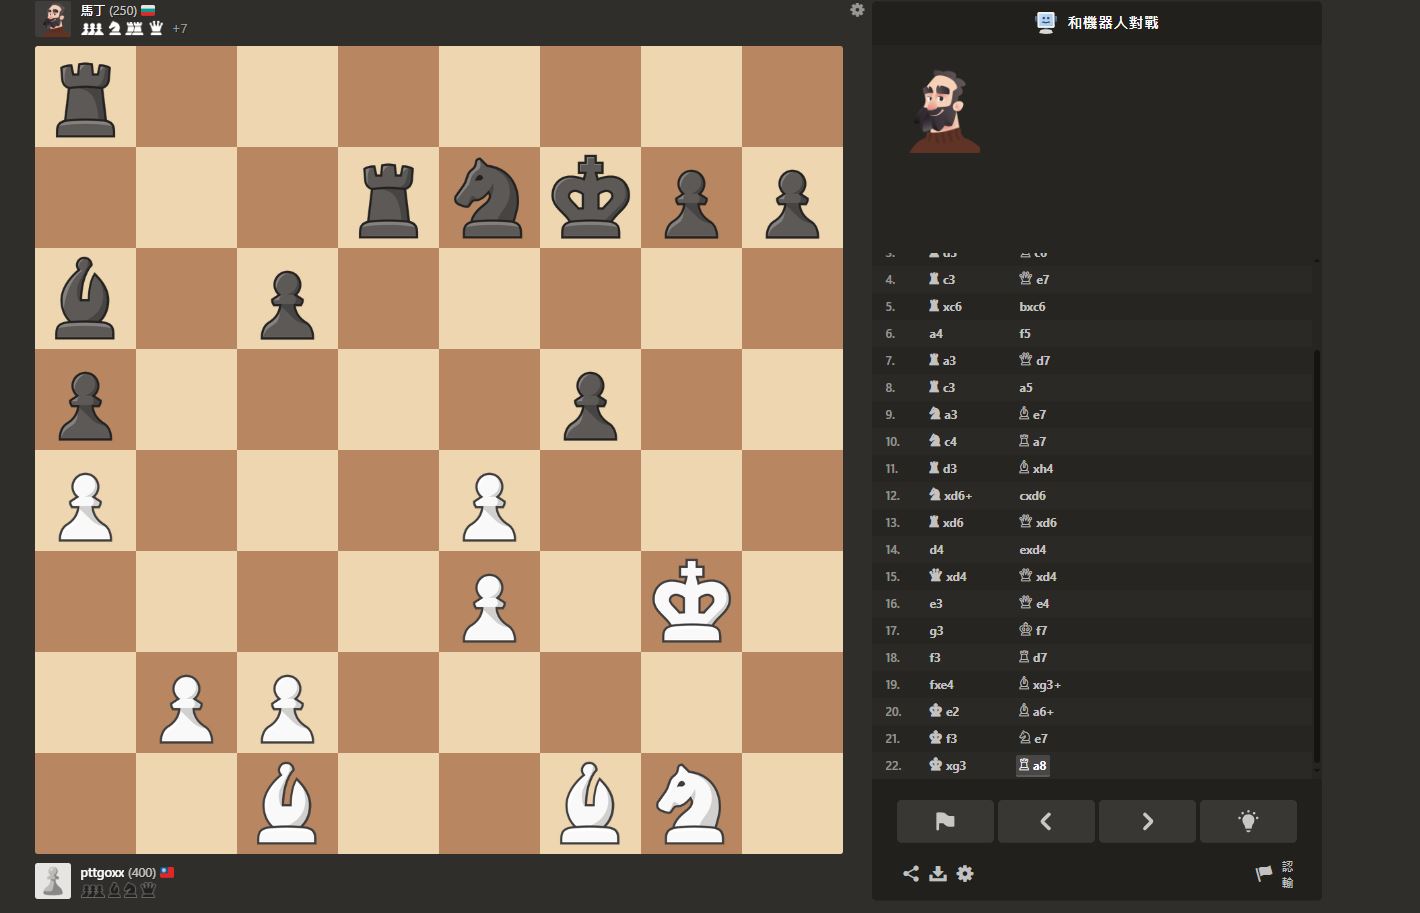 馬丁 (250)
+7
和機器人對戰
3. d3 c6
4. c3 e7
5. xc6 bxc6
6. a4 f5
7. a3 d7
8. c3 a5
9. a3 e7
10. c4 a7
11. d3 xh4
12. xd6+ cxd6
13. xd6 xd6
14. d4 exd4
15. xd4 xd4
16. e3 e4
17. g3 f7
18. f3 d7
19. fxe4 xg3+
20. e2 a6+
21. f3 e7
22. xg3 a8
pttgoxx (400)
認
輸